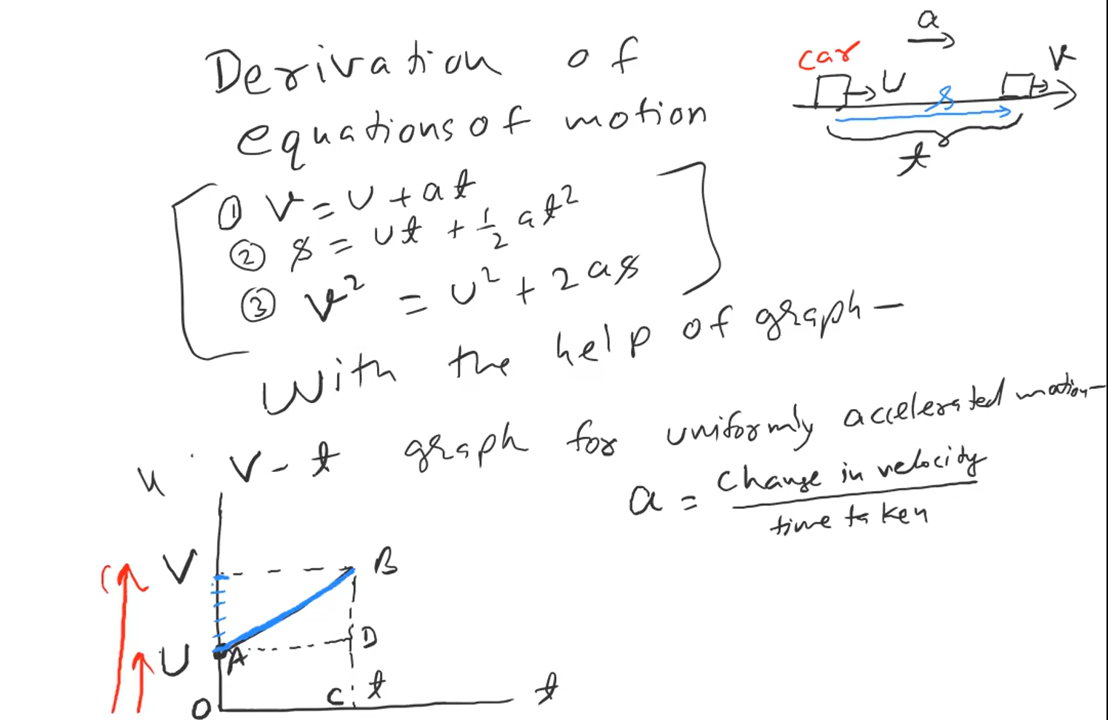 Derivation of
equations of motion
① v = u + at
② s = ut + 1/2 at²
③ v² = u² + 2as
With the help of graph –
v - t graph for uniformly accelerated motion –
a = change in velocity / time taken
a
car
U
v
s
t
V
B
U
A
D
O
C
t
t